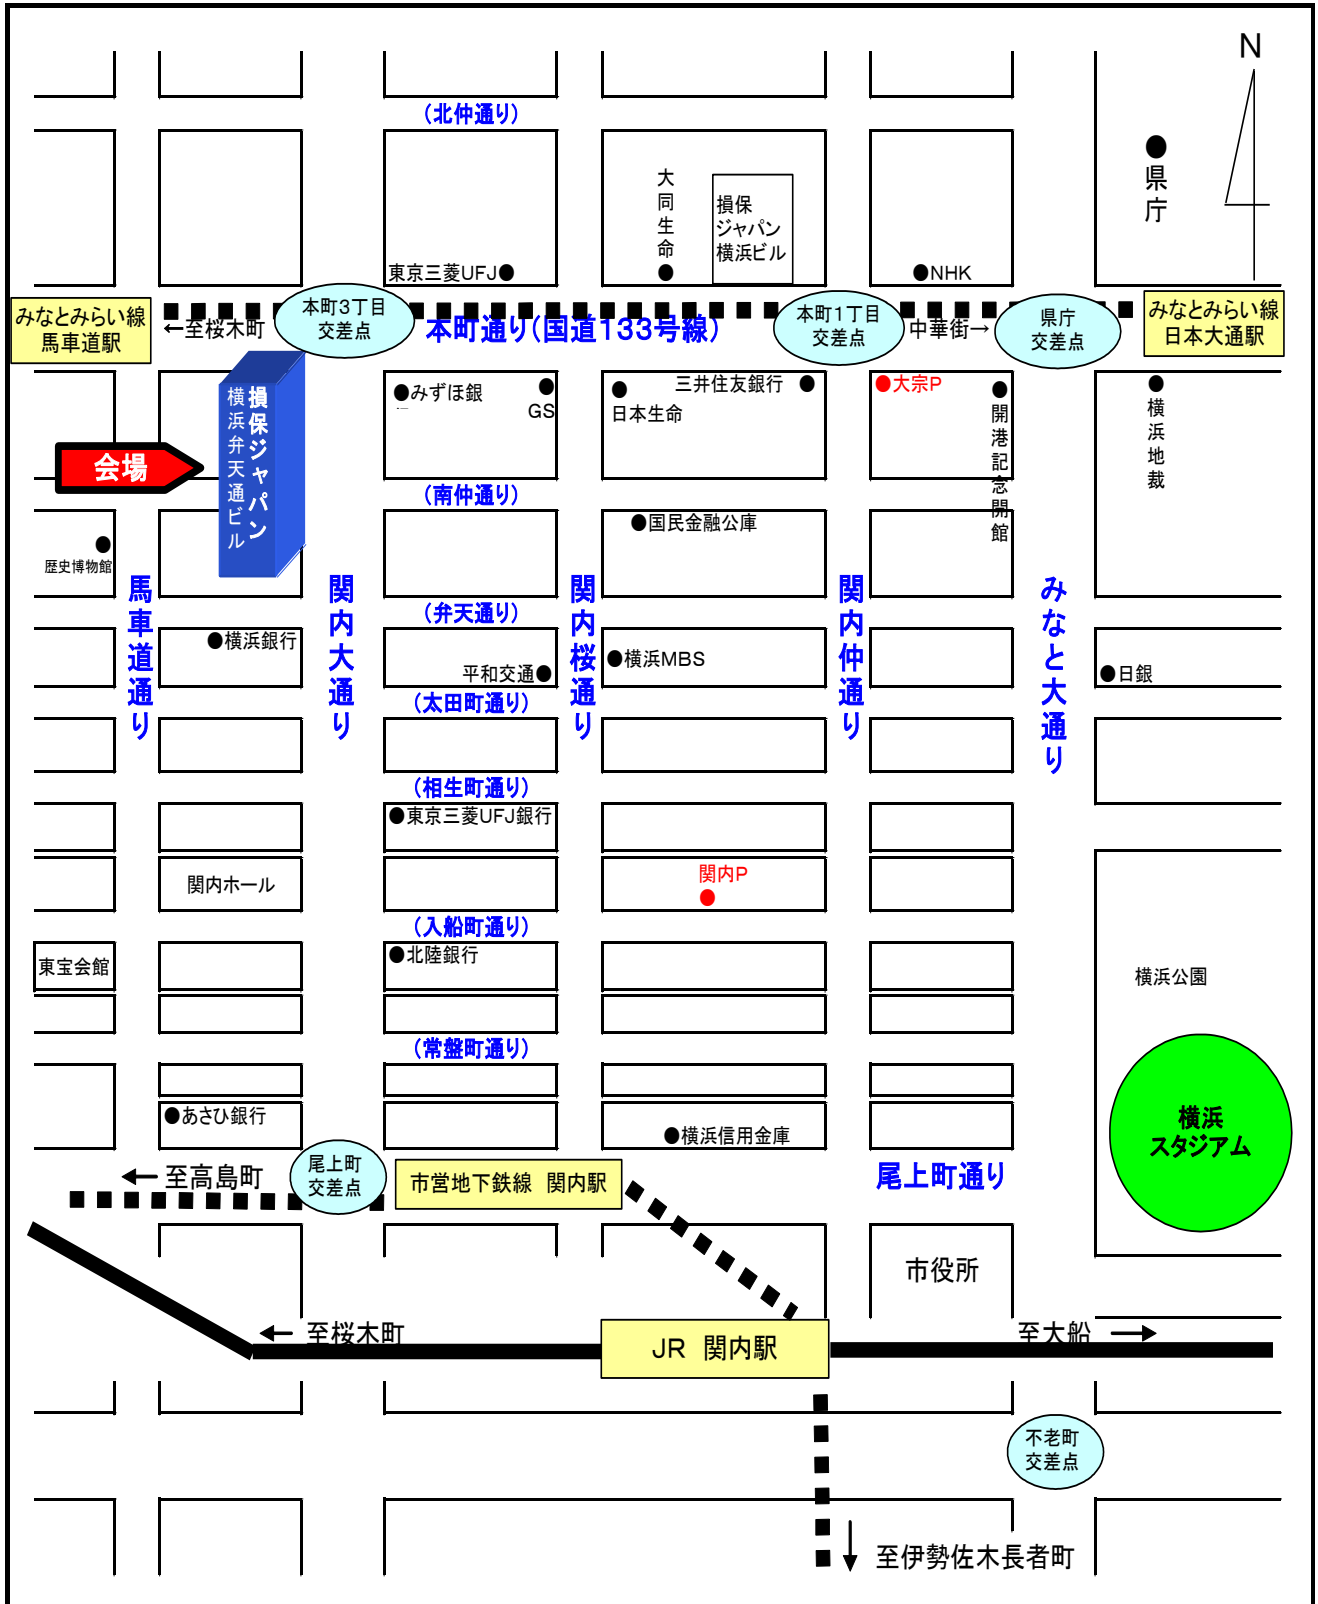 N
（北仲通り）
大同生命
損保
ジャパン
横浜ビル
県庁
東京三菱UFJ
NHK
みなとみらい線
馬車道駅
←至桜木町
本町3丁目
交差点
本町通り（国道133号線）
本町1丁目
交差点
中華街→
県庁
交差点
みなとみらい線
日本大通駅
損保ジャパン
横浜弁天通ビル
会場
みずほ銀
GS
日本生命
三井住友銀行
大宗P
開港記念開館
横浜地裁
（南仲通り）
国民金融公庫
歴史博物館
馬車道通り
関内大通り
関内桜通り
関内仲通り
みなと大通り
（弁天通り）
横浜銀行
平和交通
横浜MBS
日銀
（太田町通り）
（相生町通り）
東京三菱UFJ銀行
関内ホール
関内P
（入船町通り）
東宝会館
北陸銀行
横浜公園
（常盤町通り）
横浜
スタジアム
あさひ銀行
横浜信用金庫
至高島町
尾上町
交差点
市営地下鉄線　関内駅
尾上町通り
市役所
至桜木町
JR　関内駅
至大船
不老町
交差点
至伊勢佐木長者町